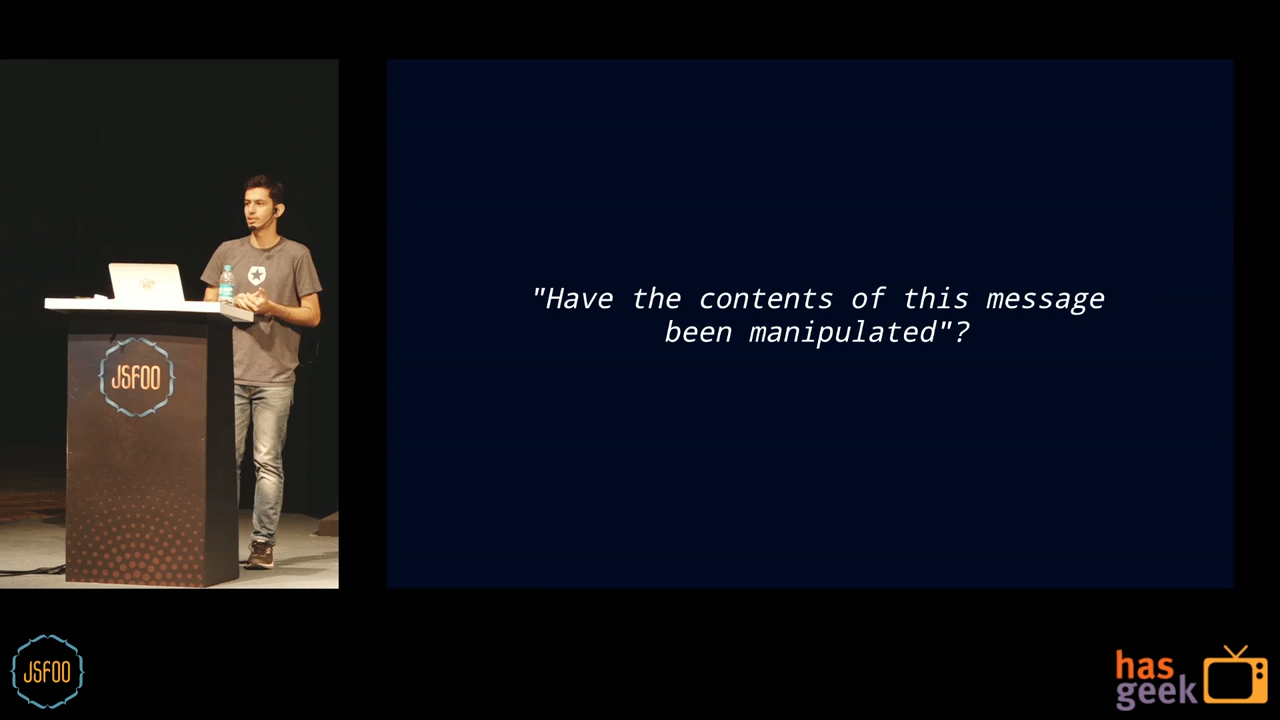 "Have the contents of this message
been manipulated"?
JSFOO
JSFOO
has
geek